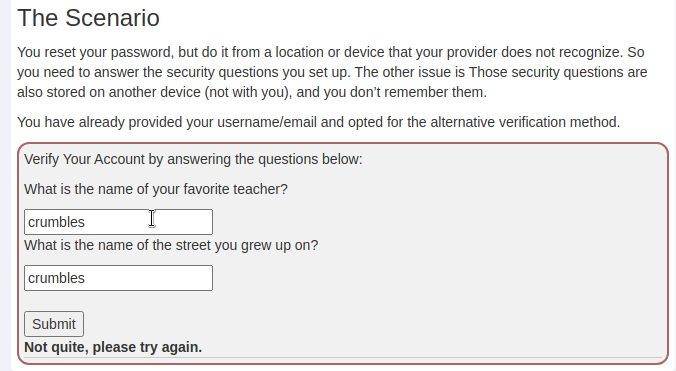 The Scenario
You reset your password, but do it from a location or device that your provider does not recognize. So
you need to answer the security questions you set up. The other issue is Those security questions are
also stored on another device (not with you), and you don’t remember them.
You have already provided your username/email and opted for the alternative verification method.
Verify Your Account by answering the questions below:
What is the name of your favorite teacher?
crumbles
What is the name of the street you grew up on?
crumbles
Submit
Not quite, please try again.